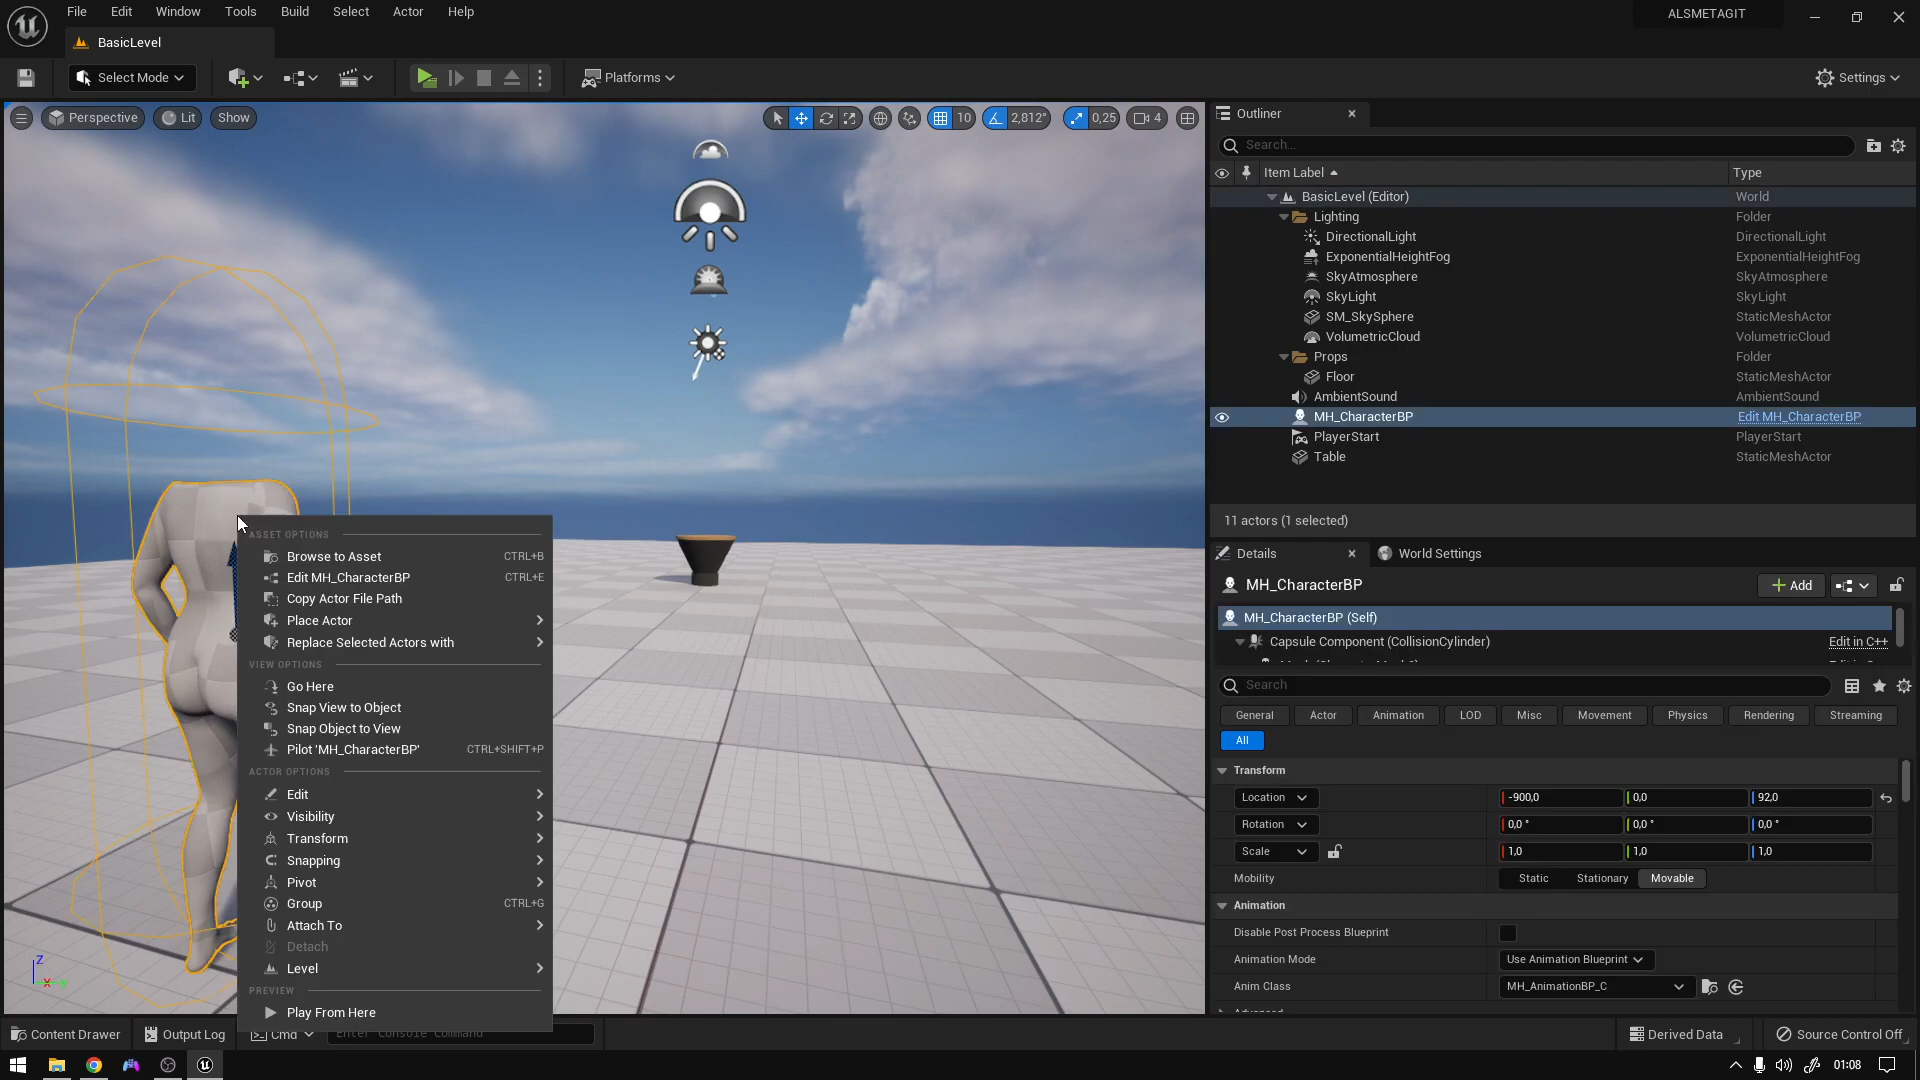 File Edit Window Tools Build Select Actor Help
ALSMETAGIT
BasicLevel
Select Mode
Platforms
Settings
Perspective Lit Show
10 2,812° 0,25 4
Outliner
Search...
Item Label Type
BasicLevel (Editor) World
Lighting Folder
DirectionalLight DirectionalLight
ExponentialHeightFog ExponentialHeightFog
SkyAtmosphere SkyAtmosphere
SkyLight SkyLight
SM_SkySphere StaticMeshActor
VolumetricCloud VolumetricCloud
Props Folder
Floor StaticMeshActor
AmbientSound AmbientSound
MH_CharacterBP Edit MH_CharacterBP
PlayerStart PlayerStart
Table StaticMeshActor
11 actors (1 selected)
Details World Settings
MH_CharacterBP Add
MH_CharacterBP (Self)
Capsule Component (CollisionCylinder) Edit in C++
Search
General Actor Animation LOD Misc Movement Physics Rendering Streaming
All
Transform
Location -900,0 0,0 92,0
Rotation 0,0 ° 0,0 ° 0,0 °
Scale 1,0 1,0 1,0
Mobility Static Stationary Movable
Animation
Disable Post Process Blueprint
Animation Mode Use Animation Blueprint
Anim Class MH_AnimationBP_C
ASSET OPTIONS
Browse to Asset CTRL+B
Edit MH_CharacterBP CTRL+E
Copy Actor File Path
Place Actor
Replace Selected Actors with
VIEW OPTIONS
Go Here
Snap View to Object
Snap Object to View
Pilot 'MH_CharacterBP' CTRL+SHIFT+P
ACTOR OPTIONS
Edit
Visibility
Transform
Snapping
Pivot
Group CTRL+G
Attach To
Detach
Level
PREVIEW
Play From Here
Z
X Y
Content Drawer Output Log Cmd Enter Console Command
Derived Data Source Control Off
01:08